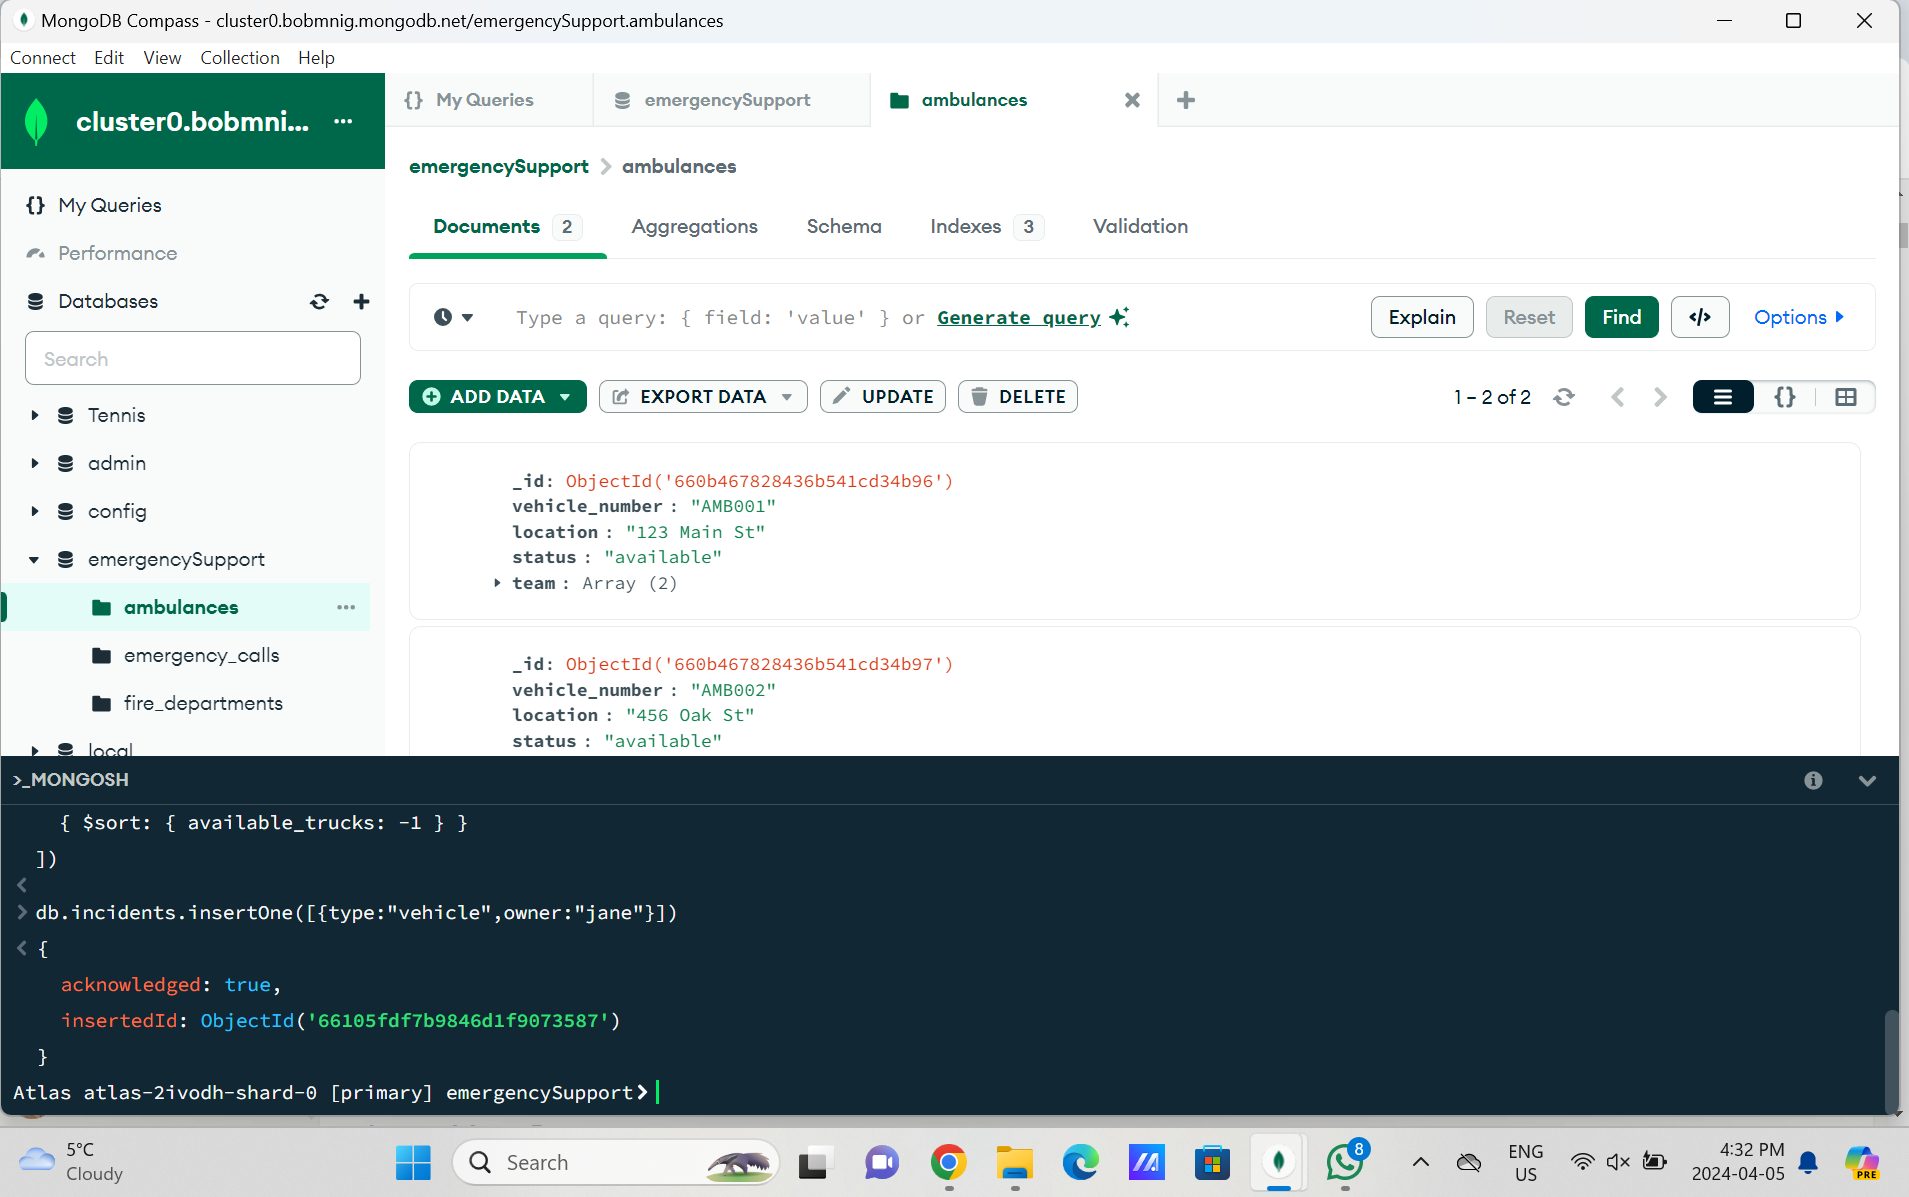 MongoDB Compass - cluster0.bobmnig.mongodb.net/emergencySupport.ambulances
Connect Edit View Collection Help
cluster0.bobmni... ...
{} My Queries
Performance
Databases
Search
Tennis
admin
config
emergencySupport
ambulances ...
emergency_calls
fire_departments
local
{} My Queries
emergencySupport
ambulances
emergencySupport > ambulances
Documents 2 Aggregations Schema Indexes 3 Validation
Type a query: { field: 'value' } or Generate query
Explain Reset Find </> Options
ADD DATA EXPORT DATA UPDATE DELETE 1 – 2 of 2 {}
_id: ObjectId('660b467828436b541cd34b96')
vehicle_number : "AMB001"
location : "123 Main St"
status : "available"
team : Array (2)
_id: ObjectId('660b467828436b541cd34b97')
vehicle_number : "AMB002"
location : "456 Oak St"
status : "available"
>_MONGOSH
{ $sort: { available_trucks: -1 } }
])
<
> db.incidents.insertOne([{type:"vehicle",owner:"jane"}])
< {
acknowledged: true,
insertedId: ObjectId('66105fdf7b9846d1f9073587')
}
Atlas atlas-2ivodh-shard-0 [primary] emergencySupport>
5°C
Cloudy
Search
8
ENG
US
4:32 PM
2024-04-05
PRE